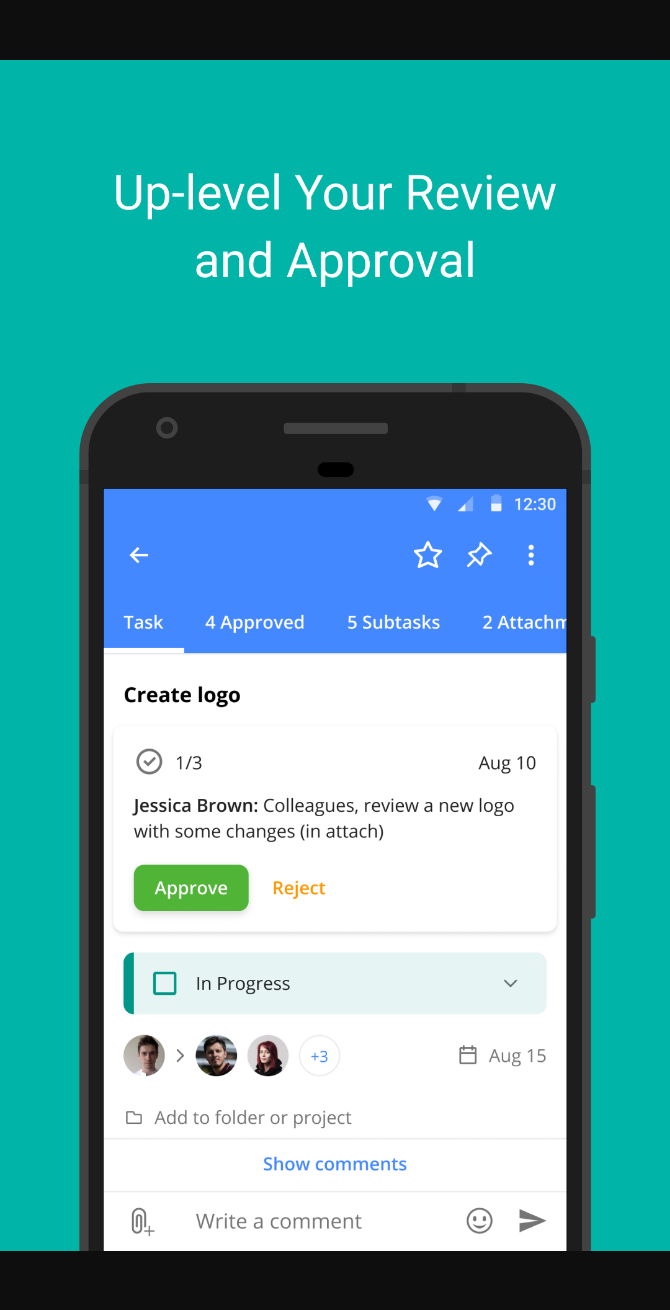 Up-level Your Review
and Approval
12:30
Task 4 Approved 5 Subtasks 2 Attachm
Create logo
1/3 Aug 10
Jessica Brown: Colleagues, review a new logo
with some changes (in attach)
Approve Reject
In Progress
+3 Aug 15
Add to folder or project
Show comments
Write a comment